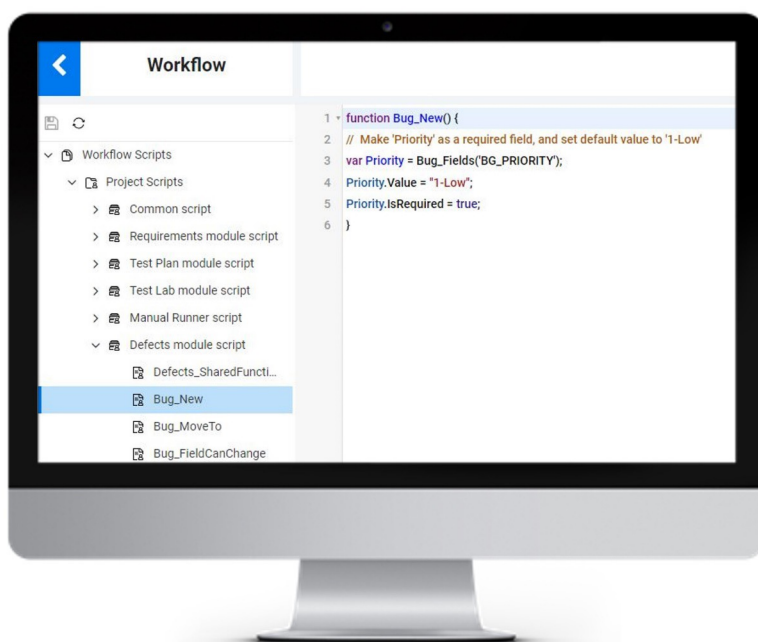 Workflow
Workflow Scripts
Project Scripts
Common script
Requirements module script
Test Plan module script
Test Lab module script
Manual Runner script
Defects module script
Defects_SharedFuncti...
Bug_New
Bug_MoveTo
Bug_FieldCanChange
1 function Bug_New() {
2 // Make 'Priority' as a required field, and set default value to '1-Low'
3 var Priority = Bug_Fields('BG_PRIORITY');
4 Priority.Value = "1-Low";
5 Priority.IsRequired = true;
6 }